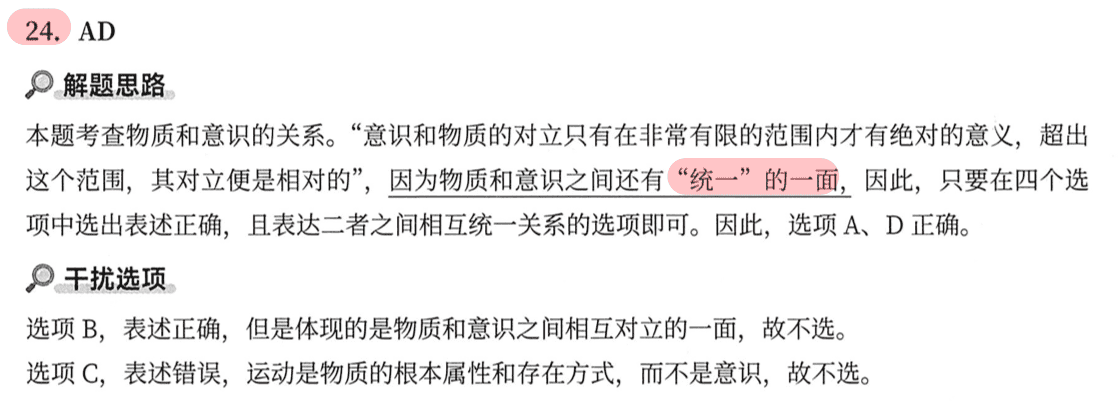 24. AD
解题思路
本题考查物质和意识的关系。“意识和物质的对立只有在非常有限的范围内才有绝对的意义，超出
这个范围，其对立便是相对的”，因为物质和意识之间还有“统一”的一面，因此，只要在四个选
项中选出表述正确，且表达二者之间相互统一关系的选项即可。因此，选项 A、D 正确。
干扰选项
选项 B，表述正确，但是体现的是物质和意识之间相互对立的一面，故不选。
选项 C，表述错误，运动是物质的根本属性和存在方式，而不是意识，故不选。